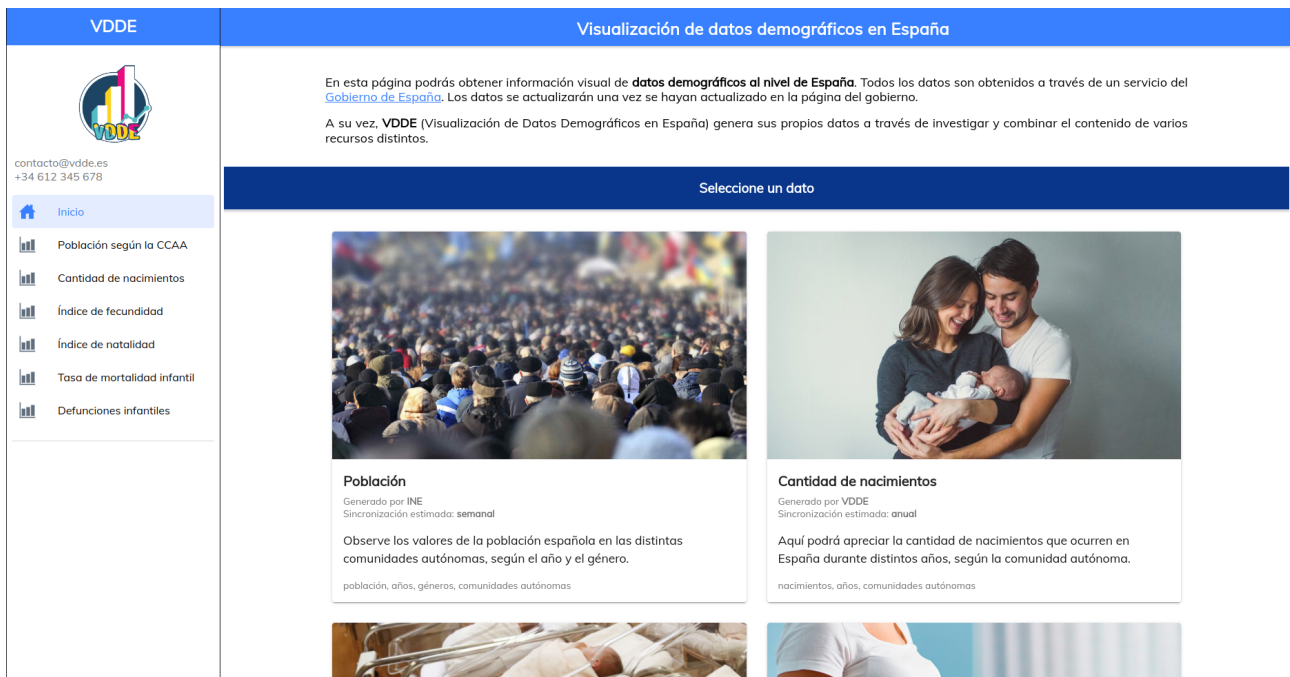 VDDE
Visualización de datos demográficos en España
VDDE
contacto@vdde.es
+34 612 345 678
Inicio
Población según la CCAA
Cantidad de nacimientos
Índice de fecundidad
Índice de natalidad
Tasa de mortalidad infantil
Defunciones infantiles
En esta página podrás obtener información visual de datos demográficos al nivel de España. Todos los datos son obtenidos a través de un servicio del
Gobierno de España. Los datos se actualizarán una vez se hayan actualizado en la página del gobierno.
A su vez, VDDE (Visualización de Datos Demográficos en España) genera sus propios datos a través de investigar y combinar el contenido de varios
recursos distintos.
Seleccione un dato
Población
Generado por INE
Sincronización estimada: semanal
Observe los valores de la población española en las distintas
comunidades autónomas, según el año y el género.
población, años, géneros, comunidades autónomas
Cantidad de nacimientos
Generado por VDDE
Sincronización estimada: anual
Aquí podrá apreciar la cantidad de nacimientos que ocurren en
España durante distintos años, según la comunidad autónoma.
nacimientos, años, comunidades autónomas